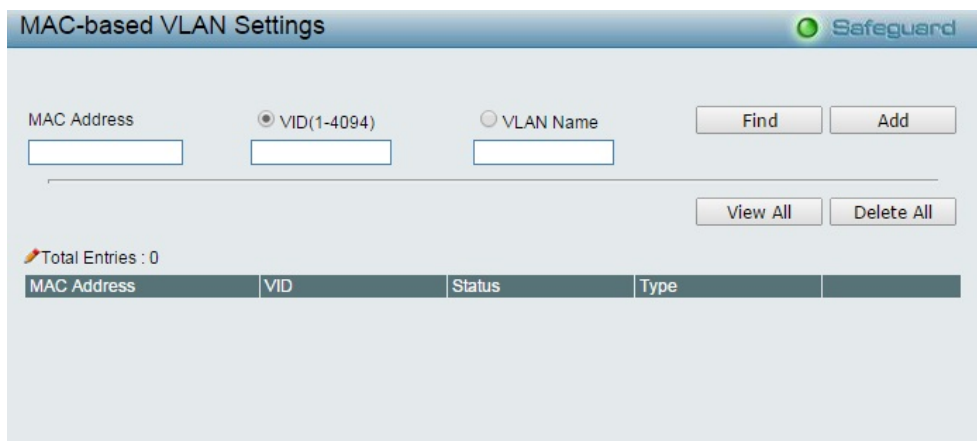 MAC-based VLAN Settings Safeguard
MAC Address VID(1-4094) VLAN Name Find Add
View All Delete All
Total Entries : 0
MAC Address VID Status Type